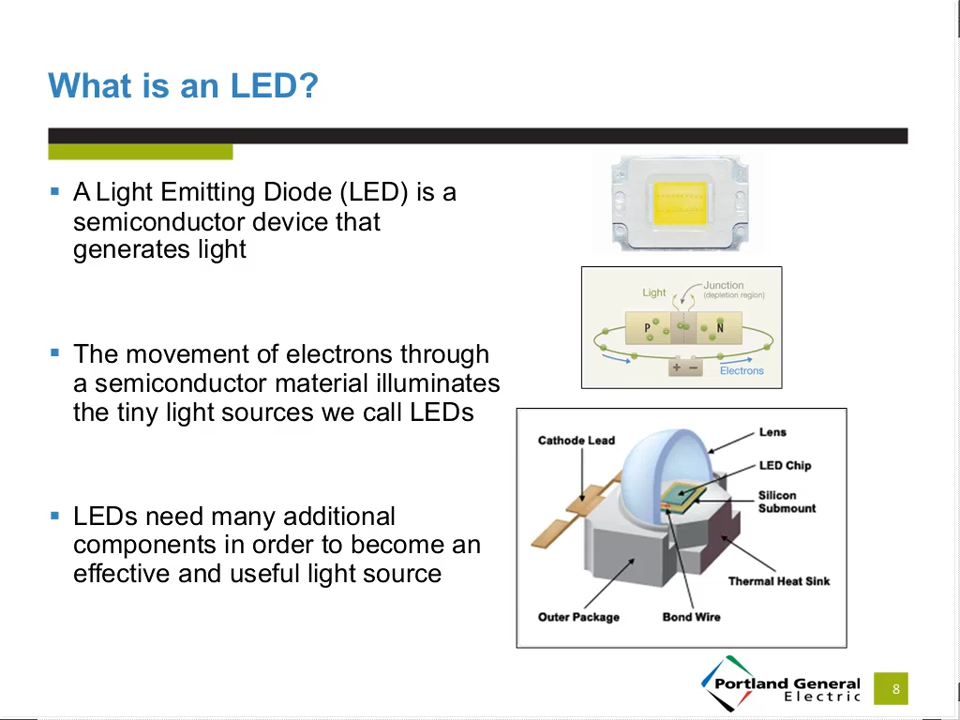 What is an LED?
A Light Emitting Diode (LED) is a
semiconductor device that
generates light
The movement of electrons through
a semiconductor material illuminates
the tiny light sources we call LEDs
LEDs need many additional
components in order to become an
effective and useful light source
Light
Junction
(depletion region)
P
N
+ −
Electrons
Cathode Lead
Lens
LED Chip
Silicon
Submount
Thermal Heat Sink
Outer Package
Bond Wire
Portland General
Electric
8